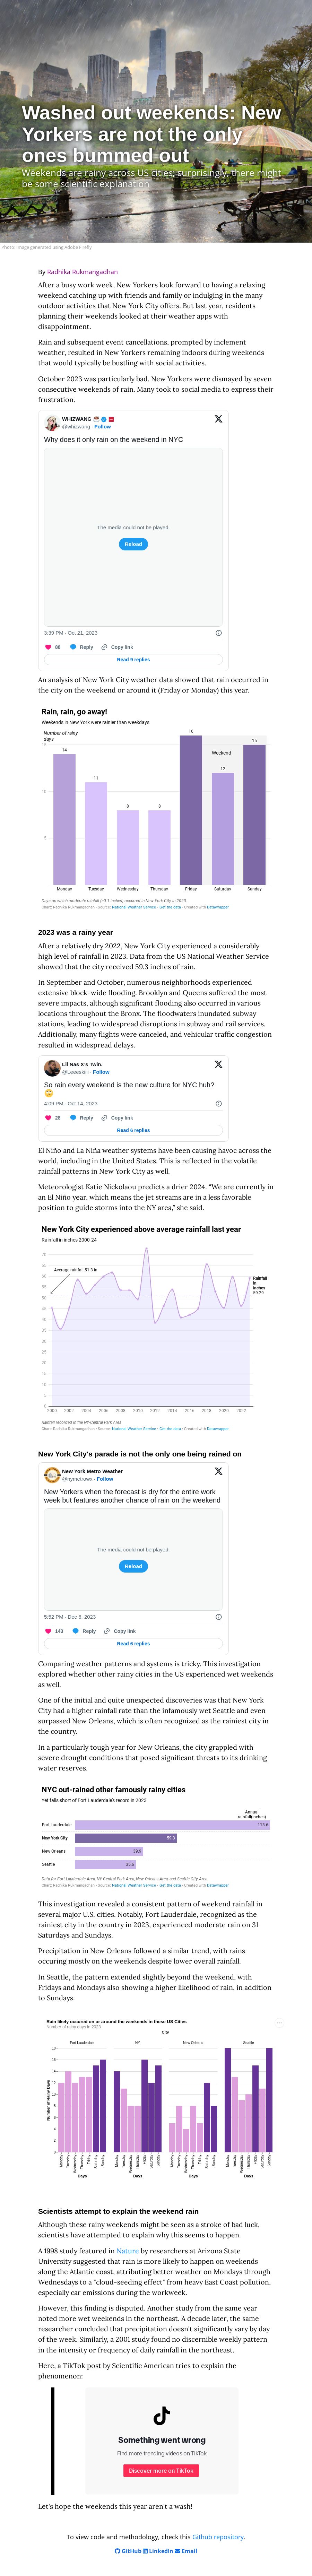 Washed out weekends: New
Yorkers are not the only
ones bummed out
Weekends are rainy across US cities; surprisingly, there might
be some scientific explanation
Photo: Image generated using Adobe Firefly
By Radhika Rukmangadhan
After a busy work week, New Yorkers look forward to having a relaxing
weekend catching up with friends and family or indulging in the many
outdoor activities that New York City offers. But last year, residents
planning their weekends looked at their weather apps with
disappointment.
Rain and subsequent event cancellations, prompted by inclement
weather, resulted in New Yorkers remaining indoors during weekends
that would typically be bustling with social activities.
October 2023 was particularly bad. New Yorkers were dismayed by seven
consecutive weekends of rain. Many took to social media to express their
frustration.
WHIZWANG
@whizwang · Follow
Why does it only rain on the weekend in NYC
The media could not be played.
Reload
3:39 PM · Oct 21, 2023
88 Reply Copy link
Read 9 replies
An analysis of New York City weather data showed that rain occurred in
the city on the weekend or around it (Friday or Monday) this year.
Rain, rain, go away!
Weekends in New York were rainier than weekdays
Number of rainy
days
15
10
5
14
11
8
8
16
12
15
Weekend
Monday Tuesday Wednesday Thursday Friday Saturday Sunday
Days on which moderate rainfall (>0.1 inches) occurred in New York City in 2023.
Chart: Radhika Rukmangadhan • Source: National Weather Service • Get the data • Created with Datawrapper
2023 was a rainy year
After a relatively dry 2022, New York City experienced a considerably
high level of rainfall in 2023. Data from the US National Weather Service
showed that the city received 59.3 inches of rain.
In September and October, numerous neighborhoods experienced
extensive block-wide flooding. Brooklyn and Queens suffered the most
severe impacts, although significant flooding also occurred in various
locations throughout the Bronx. The floodwaters inundated subway
stations, leading to widespread disruptions in subway and rail services.
Additionally, many flights were canceled, and vehicular traffic congestion
resulted in widespread delays.
Lil Nas X's Twin.
Follow
So rain every weekend is the new culture for NYC huh?
4:09 PM · Oct 14, 2023
28 Reply Copy link
Read 6 replies
El Niño and La Niña weather systems have been causing havoc across the
world, including in the United States. This is reflected in the volatile
rainfall patterns in New York City as well.
Meteorologist Katie Nickolaou predicts a drier 2024. “We are currently in
an El Niño year, which means the jet streams are in a less favorable
position to guide storms into the NY area,” she said.
New York City experienced above average rainfall last year
Rainfall in inches 2000-24
70
65
60
55
50
45
40
35
30
25
20
15
10
5
0
Average rainfall 51.3 in
Rainfall
in
inches
59.29
2000 2002 2004 2006 2008 2010 2012 2014 2016 2018 2020 2022
Rainfall recorded in the NY-Central Park Area
Chart: Radhika Rukmangadhan • Source: National Weather Service • Get the data • Created with Datawrapper
New York City's parade is not the only one being rained on
New York Metro Weather
@nymetrowx · Follow
New Yorkers when the forecast is dry for the entire work
week but features another chance of rain on the weekend
The media could not be played.
Reload
5:52 PM · Dec 6, 2023
143 Reply Copy link
Read 6 replies
Comparing weather patterns and systems is tricky. This investigation
explored whether other rainy cities in the US experienced wet weekends
as well.
One of the initial and quite unexpected discoveries was that New York
City had a higher rainfall rate than the infamously wet Seattle and even
surpassed New Orleans, which is often recognized as the rainiest city in
the country.
In a particularly tough year for New Orleans, the city grappled with
severe drought conditions that posed significant threats to its drinking
water reserves.
NYC out-rained other famously rainy cities
Yet falls short of Fort Lauderdale's record in 2023
Annual
rainfall(inches)
Fort Lauderdale
New York City 59.3
New Orleans
Seattle
Data for Fort Lauderdale Area, NY-Central Park Area, New Orleans Area, and Seattle City Area.
Chart: Radhika Rukmangadhan • Source: National Weather Service • Get the data • Created with Datawrapper
This investigation revealed a consistent pattern of weekend rainfall in
several major U.S. cities. Notably, Fort Lauderdale, recognized as the
rainiest city in the country in 2023, experienced moderate rain on 31
Saturdays and Sundays.
Precipitation in New Orleans followed a similar trend, with rains
occuring mostly on the weekends despite lower overall rainfall.
In Seattle, the pattern extended slightly beyond the weekend, with
Fridays and Mondays also showing a higher likelihood of rain, in addition
to Sundays.
Rain likely occured on or around the weekends in these US Cities
Number of rainy days in 2023
City
Fort Lauderdale NY New Orleans Seattle
Number of Rainy Days
18
16
14
12
10
8
6
4
2
0
Monday Tuesday Wednesday Thursday Friday Saturday Sunday
Monday Tuesday Wednesday Thursday Friday Saturday Sunday
Monday Tuesday Wednesday Thursday Friday Saturday Sunday
Monday Tuesday Wednesday Thursday Friday Saturday Sunday
Days Days Days Days
Scientists attempt to explain the weekend rain
Although these rainy weekends might be seen as a stroke of bad luck,
scientists have attempted to explain why this seems to happen.
A 1998 study featured in Nature by researchers at Arizona State
University suggested that rain is more likely to happen on weekends
along the Atlantic coast, attributing better weather on Mondays through
Wednesdays to a "cloud-seeding effect" from heavy East Coast pollution,
especially car emissions during the workweek.
However, this finding is disputed. Another study from the same year
noted more wet weekends in the northeast. A decade later, the same
researcher concluded that precipitation doesn't significantly vary by day
of the week. Similarly, a 2001 study found no discernible weekly pattern
in the intensity or frequency of daily rainfall in the northeast.
Here, a TikTok post by Scientific American tries to explain the
phenomenon:
Something went wrong
Find more trending videos on TikTok
Discover more on TikTok
Let's hope the weekends this year aren't a wash!
To view code and methodology, check this Github repository.
GitHub LinkedIn Email